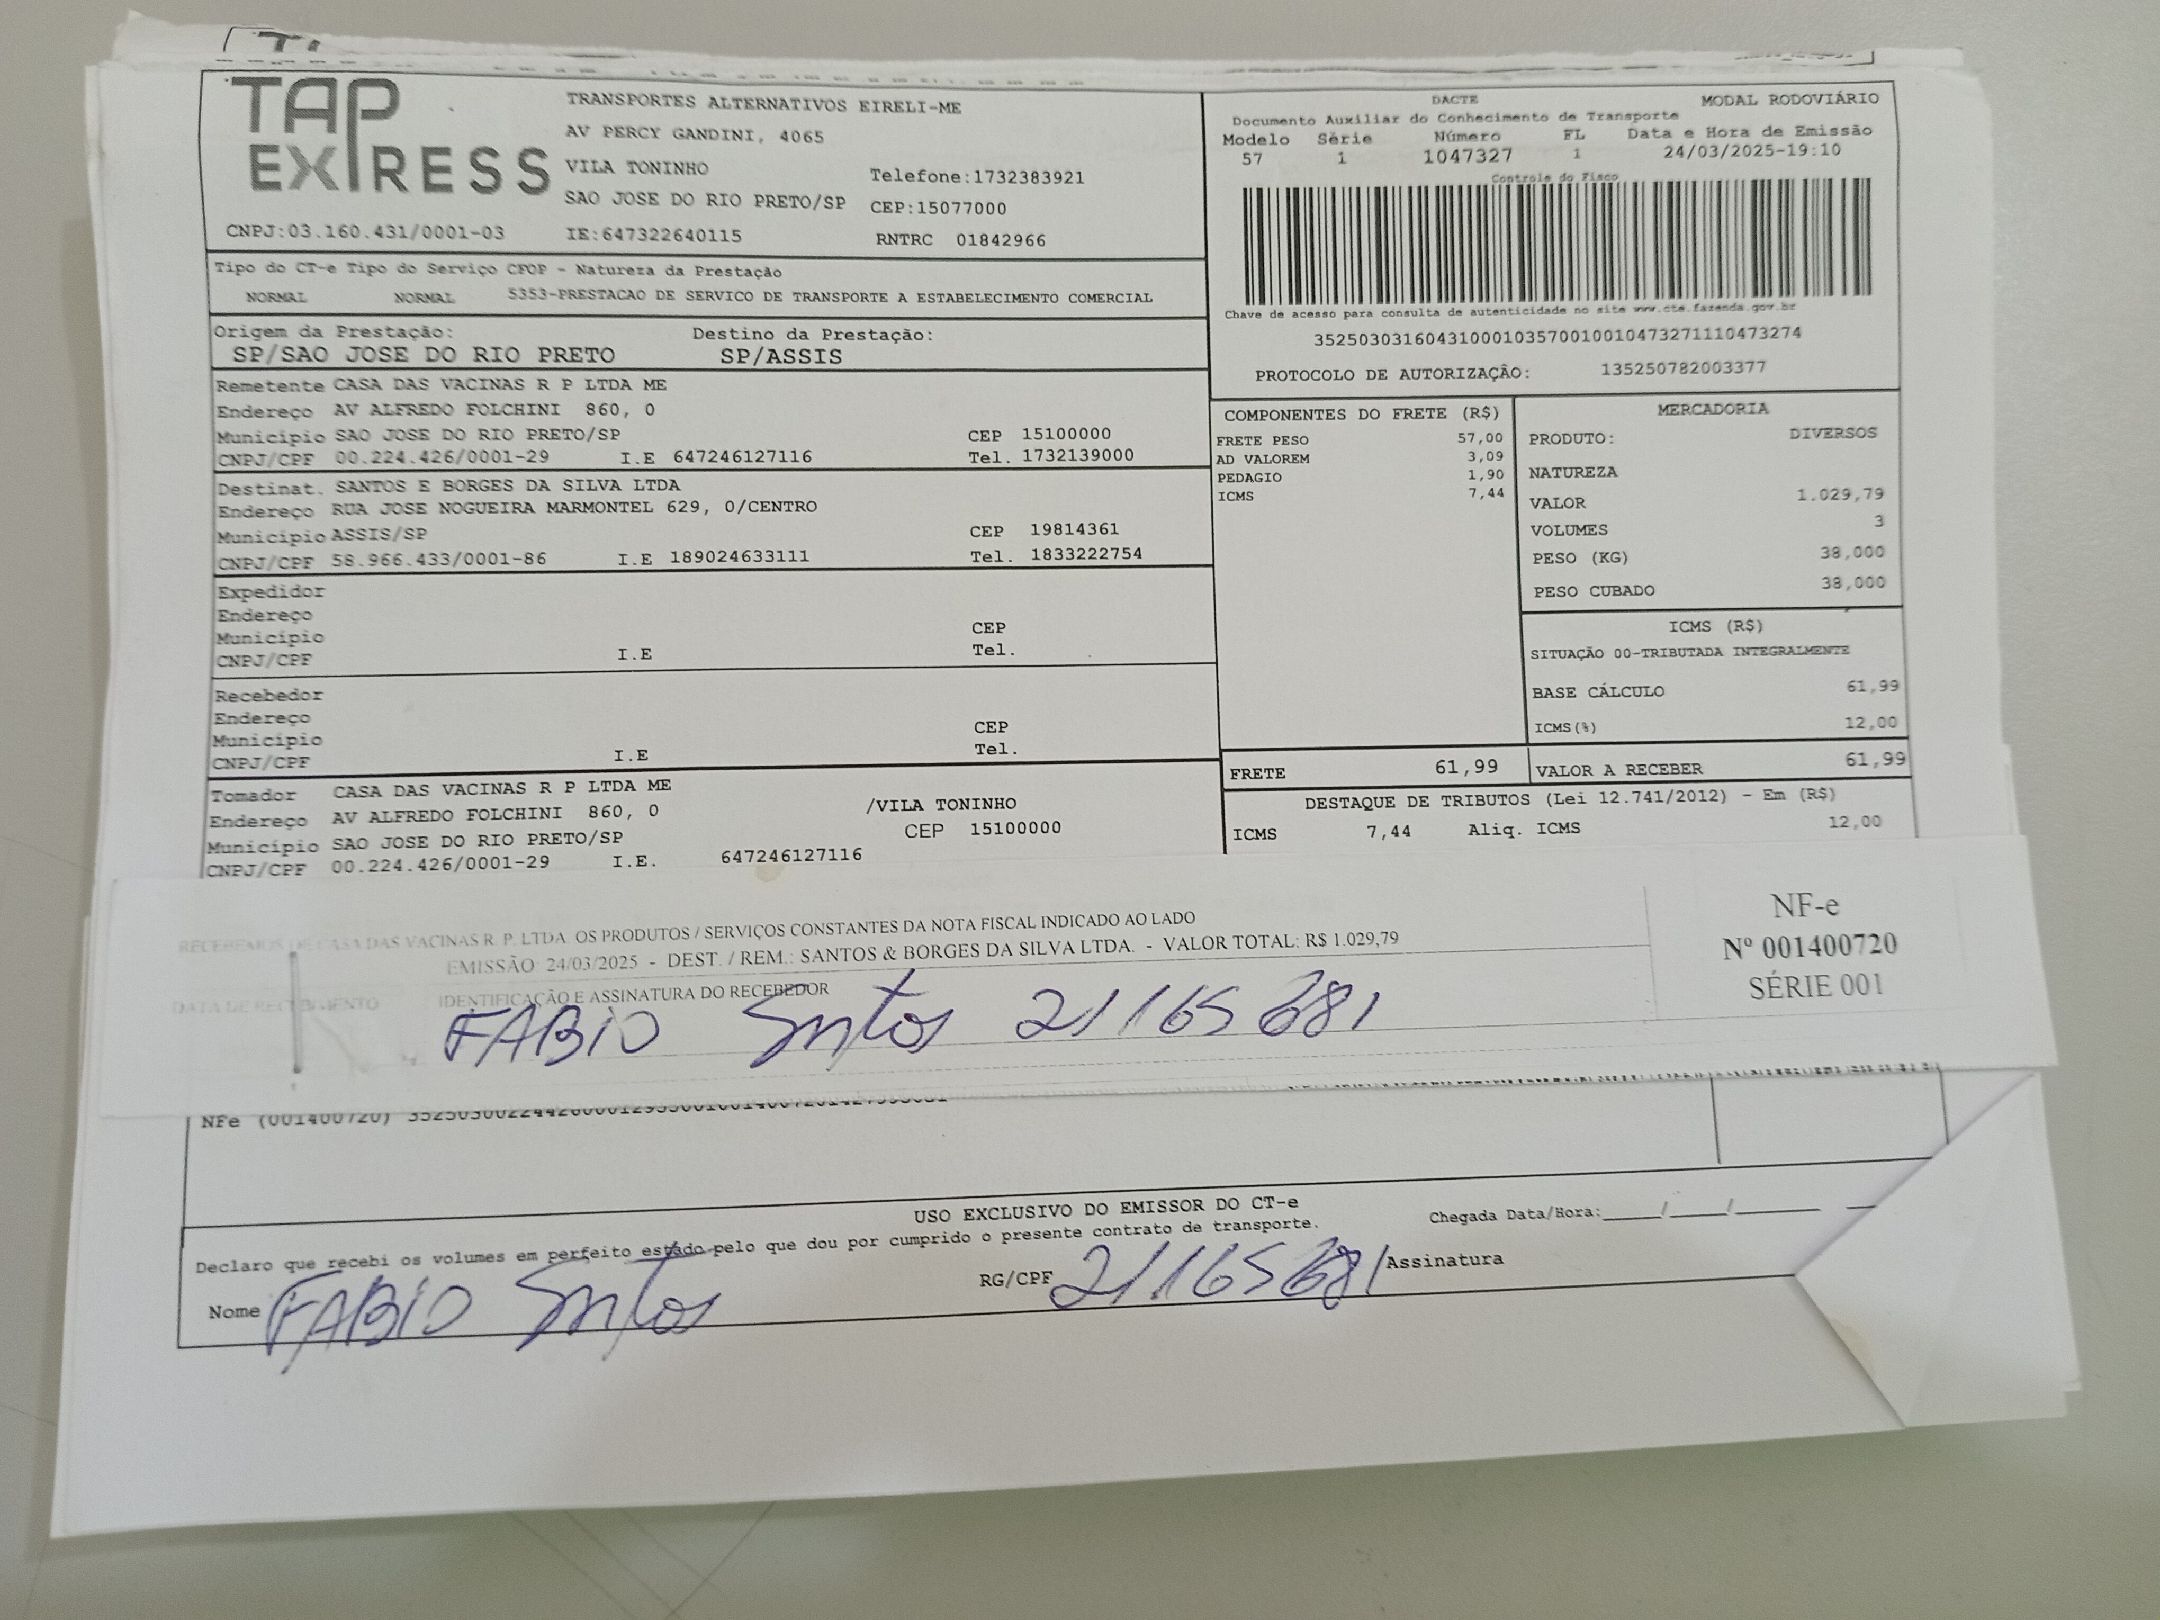 TAP
EXPRESS
TRANSPORTES ALTERNATIVOS EIRELI-ME
AV PERCY GANDINI, 4065
VILA TONINHO
Telefone:1732383921
SAO JOSE DO RIO PRETO/SP CEP:15077000
CNPJ:03.160.431/0001-03 IE:647322640115 RNTRC 01842966
DACTE MODAL RODOVIÁRIO
Documento Auxiliar do Conhecimento de Transporte
Modelo Série Número FL Data e Hora de Emissão
57 1 1047327 1 24/03/2025-19:10
Controle do Fisco
Chave de acesso para consulta de autenticidade no site www.cte.fazenda.gov.br
35250303160431000103570010010473271110473274
PROTOCOLO DE AUTORIZAÇÃO: 135250782003377
Tipo do CT-e Tipo do Serviço CFOP - Natureza da Prestação
NORMAL NORMAL 5353-PRESTACAO DE SERVICO DE TRANSPORTE A ESTABELECIMENTO COMERCIAL
Origem da Prestação: Destino da Prestação:
SP/SAO JOSE DO RIO PRETO SP/ASSIS
Remetente CASA DAS VACINAS R P LTDA ME
Endereço AV ALFREDO FOLCHINI 860, 0
Município SAO JOSE DO RIO PRETO/SP CEP 15100000
CNPJ/CPF 00.224.426/0001-29 I.E 647246127116 Tel. 1732139000
Destinat. SANTOS E BORGES DA SILVA LTDA
Endereço RUA JOSE NOGUEIRA MARMONTEL 629, 0/CENTRO
Município ASSIS/SP CEP 19814361
CNPJ/CPF 58.966.433/0001-86 I.E 189024633111 Tel. 1833222754
Expedidor
Endereço
Município CEP
CNPJ/CPF I.E Tel.
Recebedor
Endereço
Município CEP
CNPJ/CPF I.E Tel.
Tomador CASA DAS VACINAS R P LTDA ME
Endereço AV ALFREDO FOLCHINI 860, 0 /VILA TONINHO
Município SAO JOSE DO RIO PRETO/SP CEP 15100000
CNPJ/CPF 00.224.426/0001-29 I.E. 647246127116
COMPONENTES DO FRETE (R$)
FRETE PESO 57,00
AD VALOREM 3,09
PEDAGIO 1,90
ICMS 7,44
MERCADORIA
PRODUTO: DIVERSOS
NATUREZA
VALOR 1.029,79
VOLUMES 3
PESO (KG) 38,000
PESO CUBADO 38,000
ICMS (R$)
SITUAÇÃO 00-TRIBUTADA INTEGRALMENTE
BASE CÁLCULO 61,99
ICMS(%) 12,00
FRETE 61,99 VALOR A RECEBER 61,99
DESTAQUE DE TRIBUTOS (Lei 12.741/2012) - Em (R$)
ICMS 7,44 Aliq. ICMS 12,00
RECEBEMOS DE CASA DAS VACINAS R. P. LTDA. OS PRODUTOS / SERVIÇOS CONSTANTES DA NOTA FISCAL INDICADO AO LADO
EMISSÃO: 24/03/2025 - DEST. / REM.: SANTOS & BORGES DA SILVA LTDA. - VALOR TOTAL: R$ 1.029,79
DATA DE RECEBIMENTO IDENTIFICAÇÃO E ASSINATURA DO RECEBEDOR
FABIO Santos 21165681
NF-e
Nº 001400720
SÉRIE 001
NFe (001400720)
USO EXCLUSIVO DO EMISSOR DO CT-e
Declaro que recebi os volumes em perfeito estado pelo que dou por cumprido o presente contrato de transporte.
Chegada Data/Hora:_____/_____/_______
Nome FABIO Santos RG/CPF 21165681 Assinatura